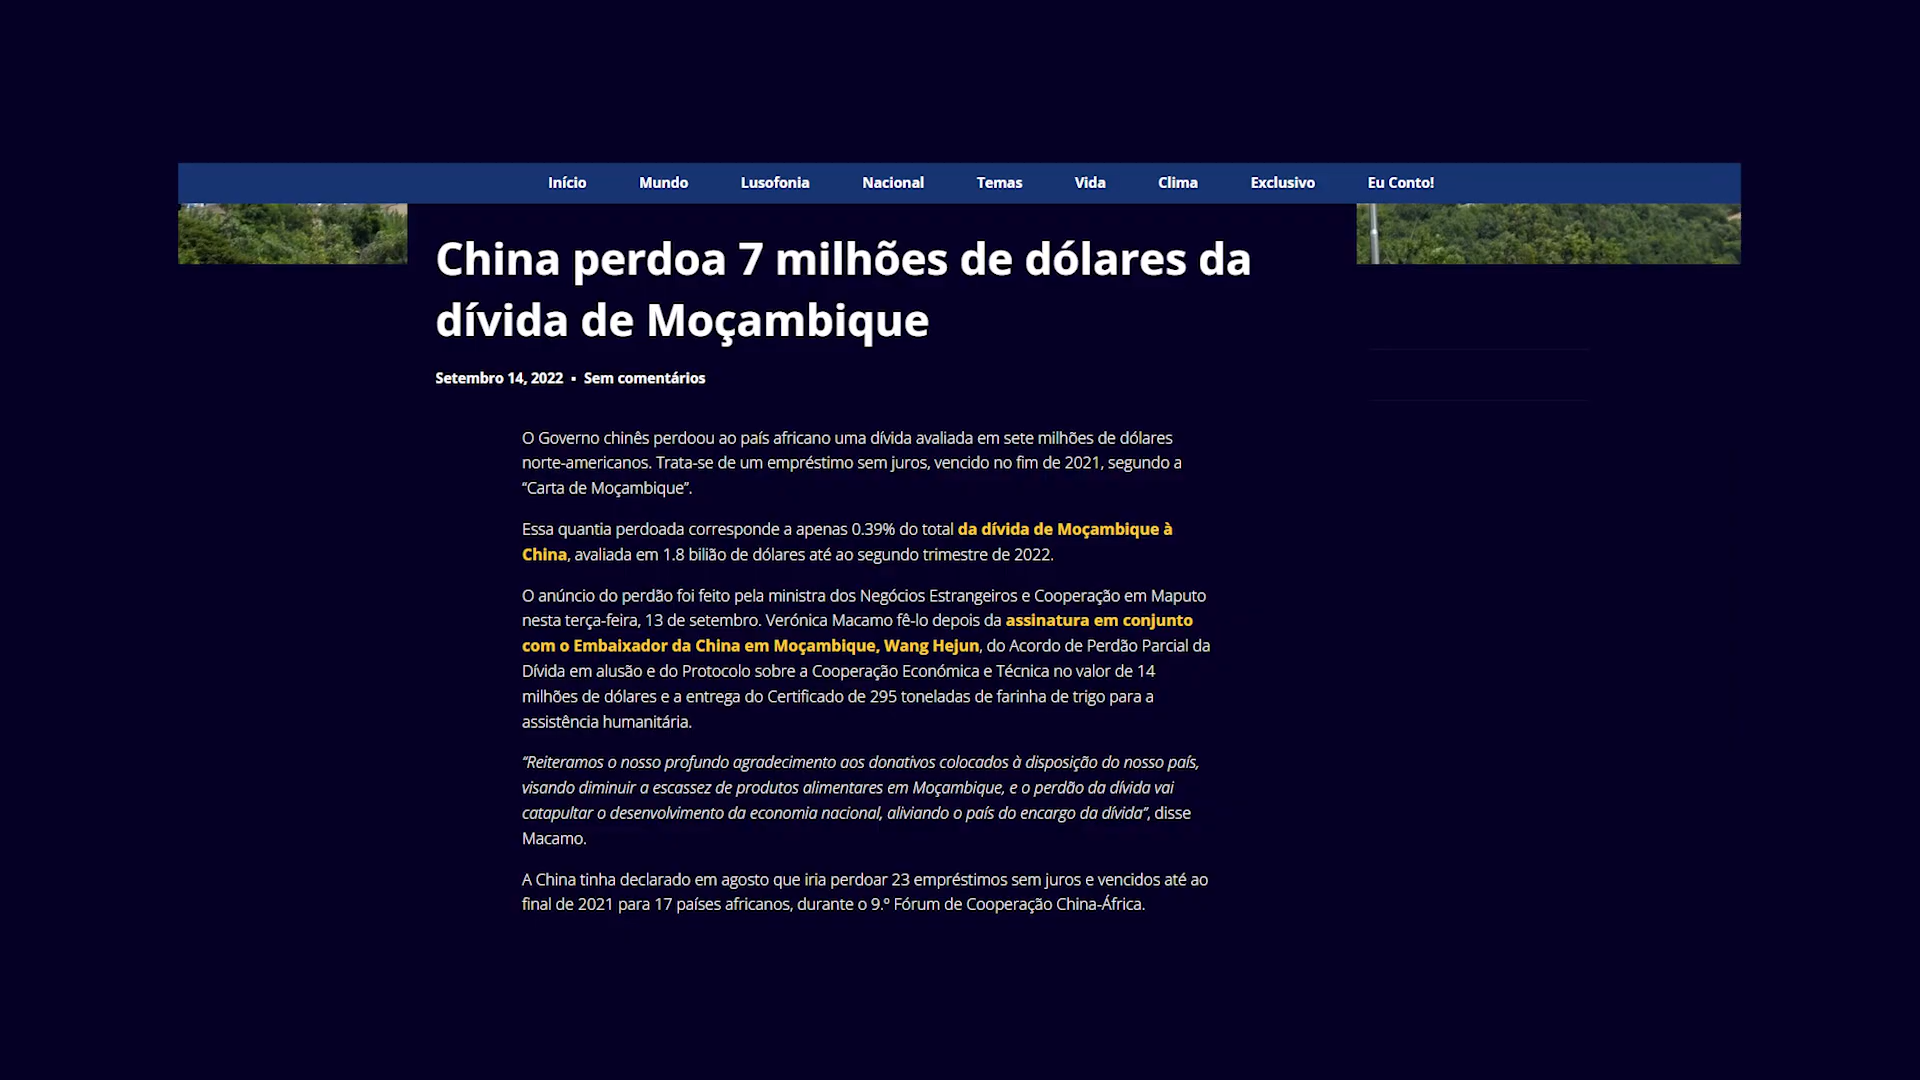 Início Mundo Lusofonia Nacional Temas Vida Clima Exclusivo Eu Conto!
China perdoa 7 milhões de dólares da
dívida de Moçambique
Setembro 14, 2022 ▪ Sem comentários
O Governo chinês perdoou ao país africano uma dívida avaliada em sete milhões de dólares
norte-americanos. Trata-se de um empréstimo sem juros, vencido no fim de 2021, segundo a
“Carta de Moçambique”.
Essa quantia perdoada corresponde a apenas 0.39% do total da dívida de Moçambique à
China, avaliada em 1.8 bilião de dólares até ao segundo trimestre de 2022.
O anúncio do perdão foi feito pela ministra dos Negócios Estrangeiros e Cooperação em Maputo
nesta terça-feira, 13 de setembro. Verónica Macamo fê-lo depois da assinatura em conjunto
com o Embaixador da China em Moçambique, Wang Hejun, do Acordo de Perdão Parcial da
Dívida em alusão e do Protocolo sobre a Cooperação Económica e Técnica no valor de 14
milhões de dólares e a entrega do Certificado de 295 toneladas de farinha de trigo para a
assistência humanitária.
“Reiteramos o nosso profundo agradecimento aos donativos colocados à disposição do nosso país,
visando diminuir a escassez de produtos alimentares em Moçambique, e o perdão da dívida vai
catapultar o desenvolvimento da economia nacional, aliviando o país do encargo da dívida”, disse
Macamo.
A China tinha declarado em agosto que iria perdoar 23 empréstimos sem juros e vencidos até ao
final de 2021 para 17 países africanos, durante o 9.º Fórum de Cooperação China-África.